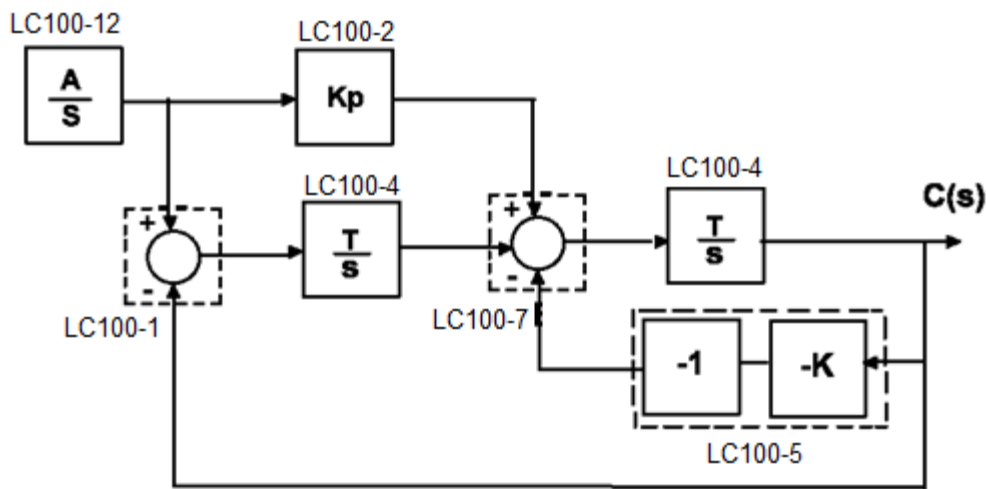 LC100-12
LC100-2
A
S
Kp
LC100-4
LC100-4
C(s)
+
+
T
s
T
s
-
-
LC100-1
LC100-7
-1
-K
LC100-5